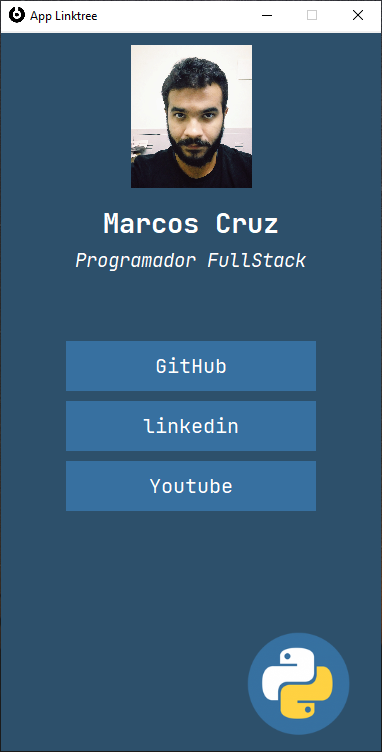 App Linktree
Marcos Cruz
Programador FullStack
GitHub
linkedin
Youtube